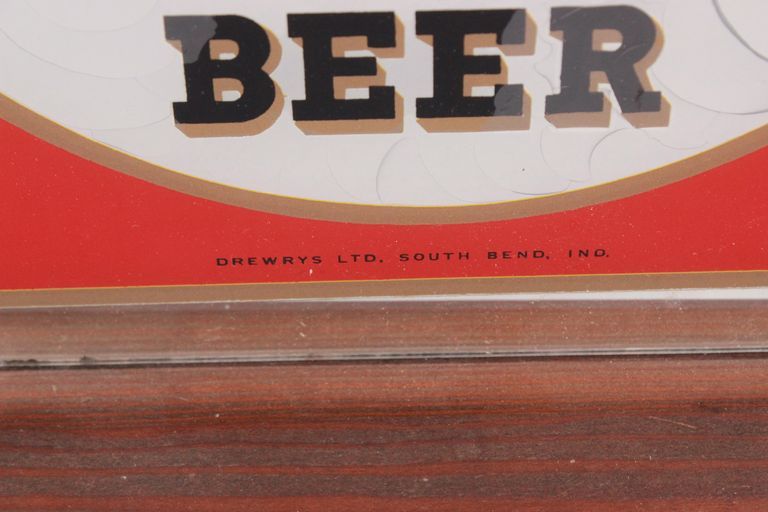 BEER
DREWRYS LTD. SOUTH BEND, IND.